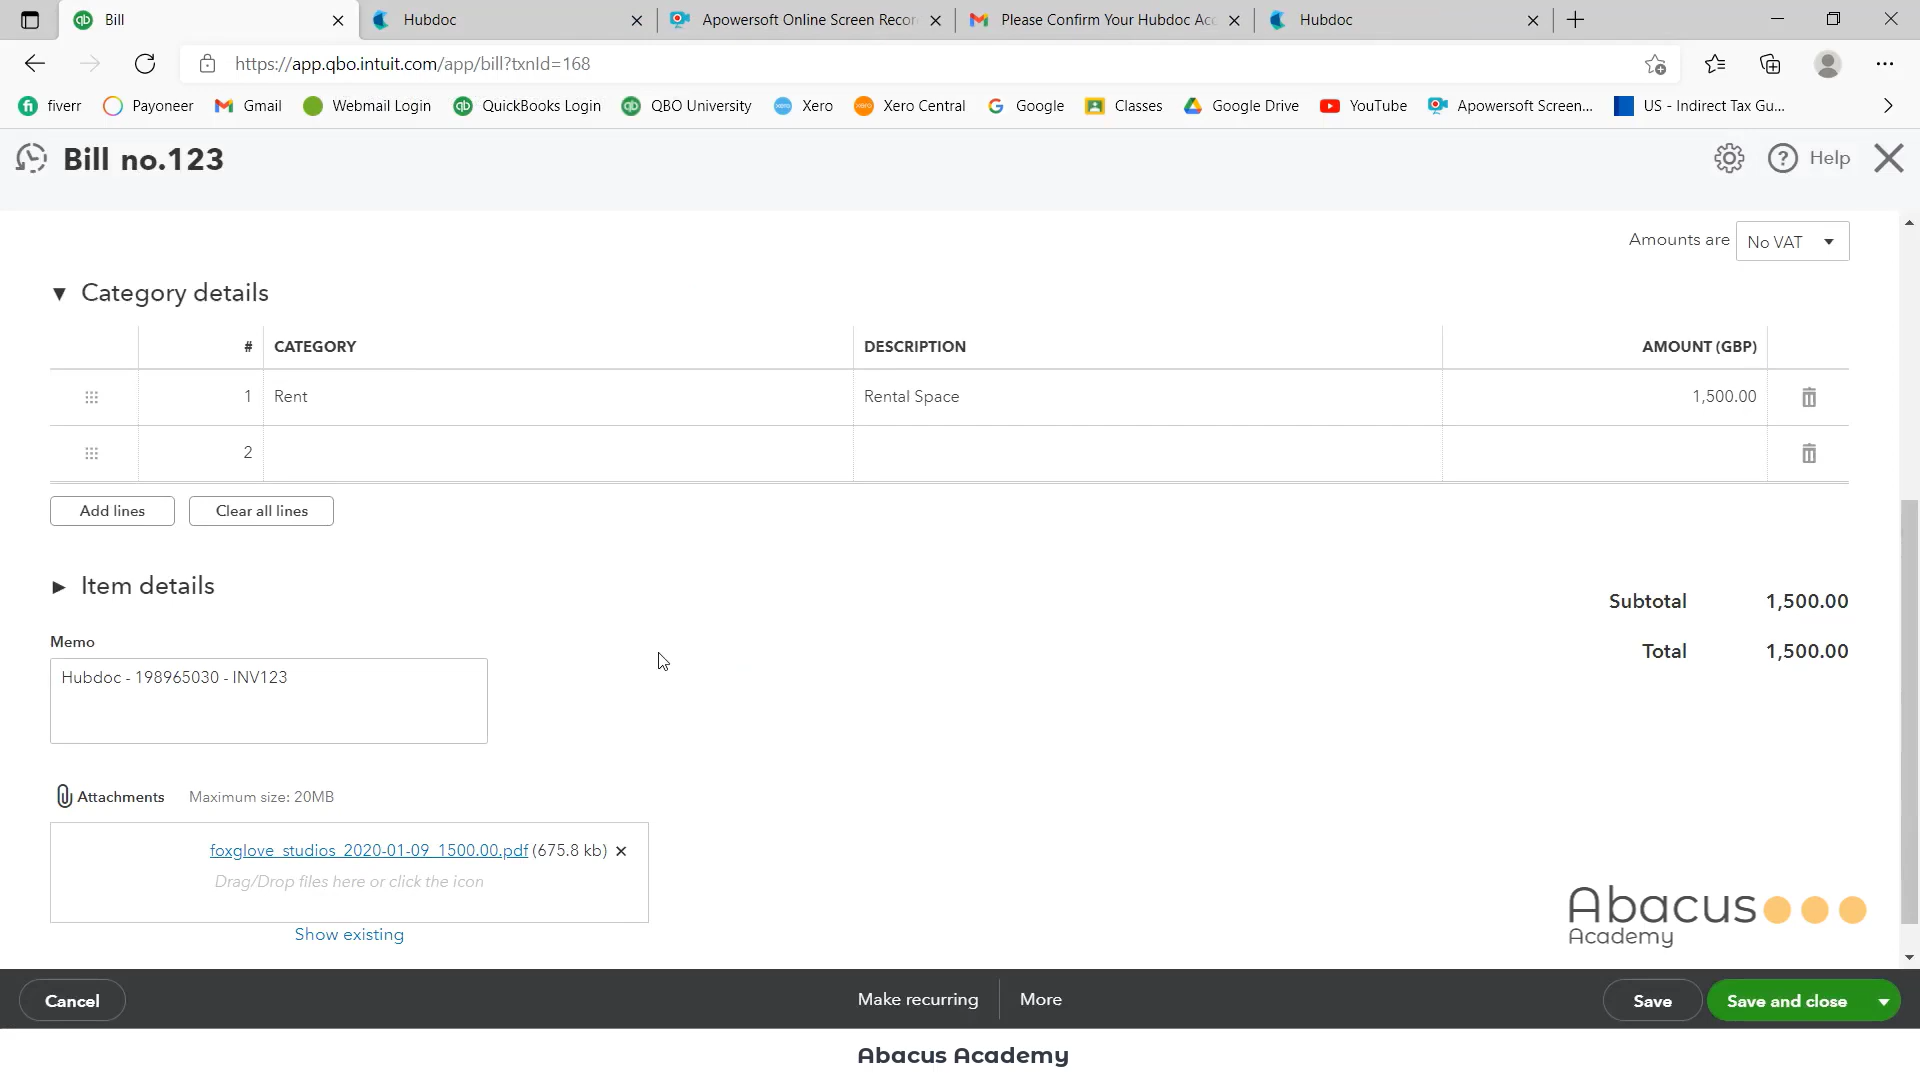 Bill
Hubdoc
Apowersoft Online Screen Recor
Please Confirm Your Hubdoc Acc
Hubdoc
https://app.qbo.intuit.com/app/bill?txnId=168
fiverr
Payoneer
Gmail
Webmail Login
QuickBooks Login
QBO University
Xero
Xero Central
Google
Classes
Google Drive
YouTube
Apowersoft Screen...
US - Indirect Tax Gu...
Bill no.123
Help
Amounts are No VAT
Category details
# CATEGORY DESCRIPTION AMOUNT (GBP)
1 Rent Rental Space 1,500.00
2
Add lines Clear all lines
Item details
Subtotal 1,500.00
Memo
Total 1,500.00
Hubdoc - 198965030 - INV123
Attachments Maximum size: 20MB
foxglove_studios_2020-01-09_1500.00.pdf (675.8 kb)
Drag/Drop files here or click the icon
Show existing
Abacus
Academy
Cancel Make recurring More Save Save and close
Abacus Academy